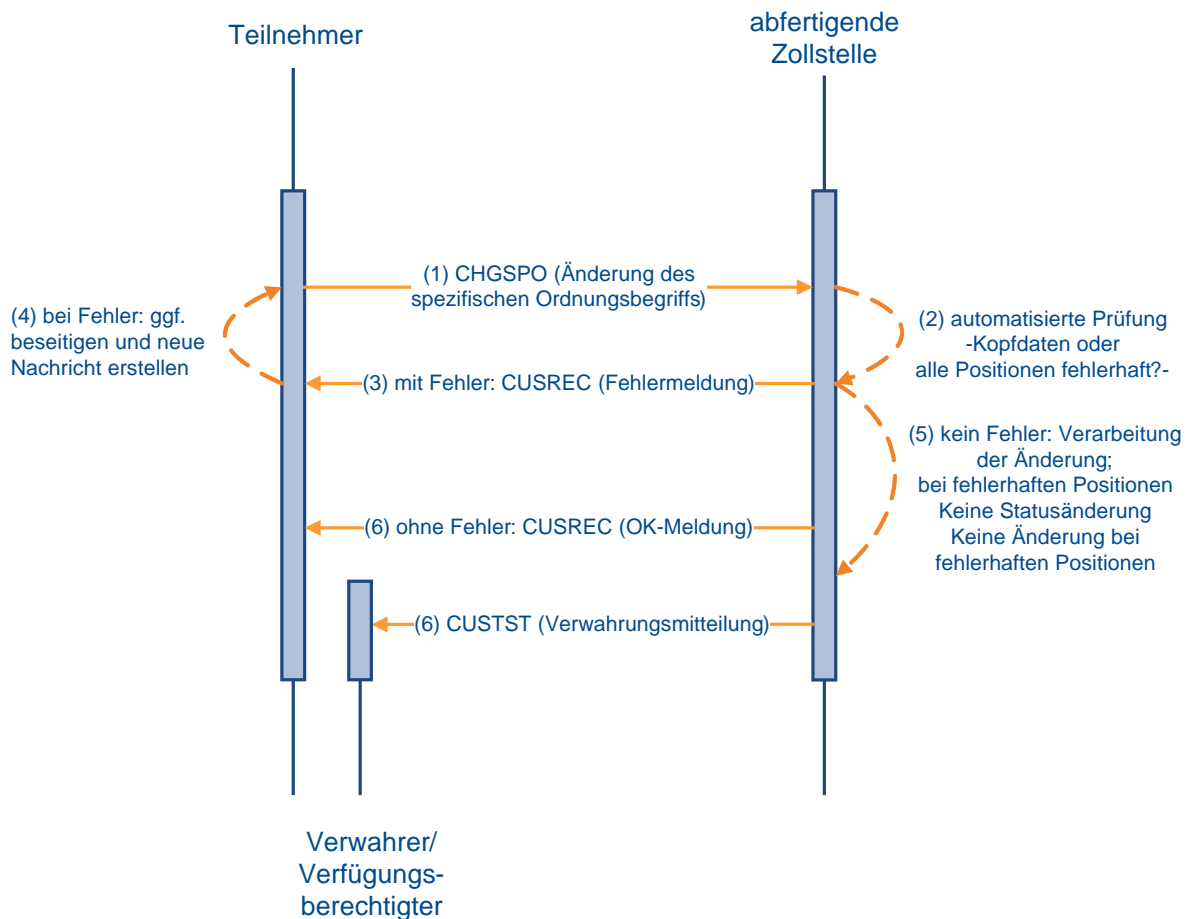 Teilnehmer
abfertigende
Zollstelle
(1) CHGSPO (Änderung des
spezifischen Ordnungsbegriffs)
(4) bei Fehler: ggf.
beseitigen und neue
Nachricht erstellen
(2) automatisierte Prüfung
-Kopfdaten oder
alle Positionen fehlerhaft?-
(3) mit Fehler: CUSREC (Fehlermeldung)
(5) kein Fehler: Verarbeitung
der Änderung;
bei fehlerhaften Positionen
Keine Statusänderung
Keine Änderung bei
fehlerhaften Positionen
(6) ohne Fehler: CUSREC (OK-Meldung)
(6) CUSTST (Verwahrungsmitteilung)
Verwahrer/
Verfügungs-
berechtigter